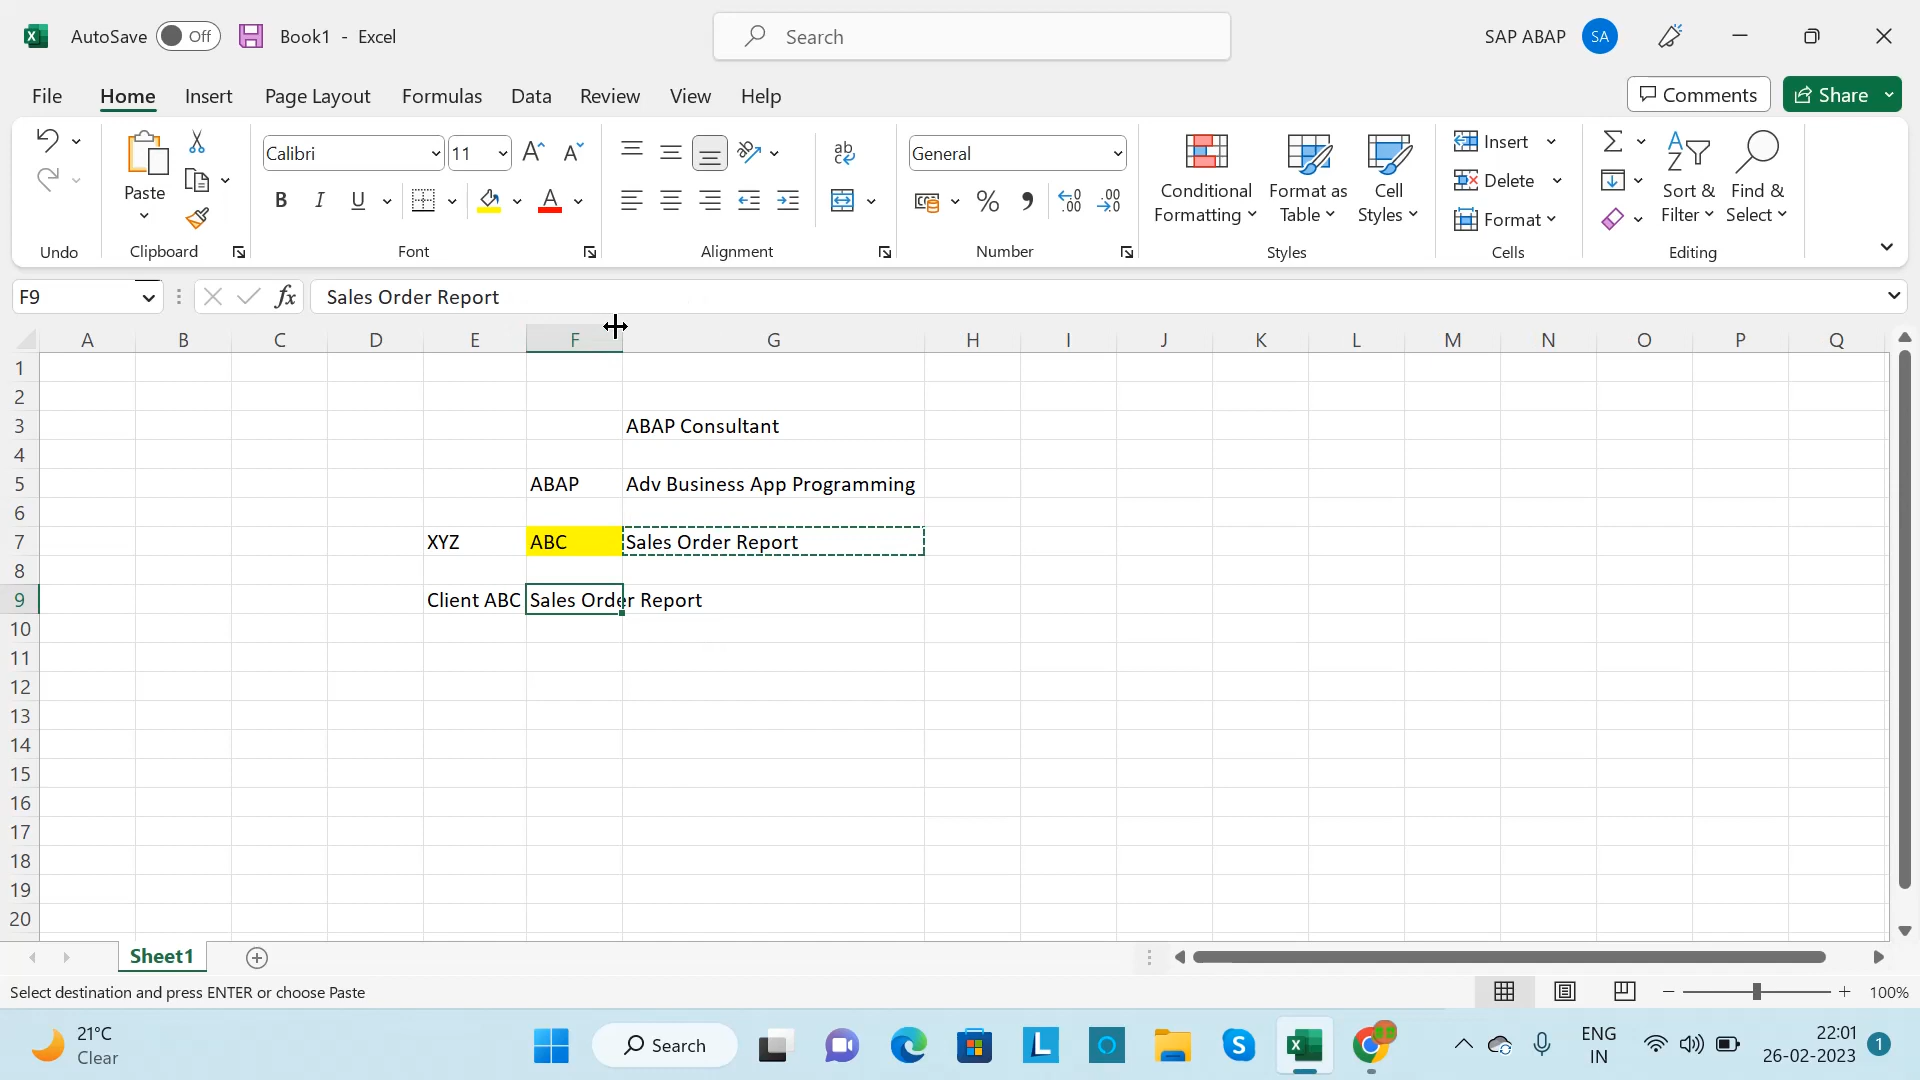 AutoSave Off Book1 - Excel Search SAP ABAP SA
File Home Insert Page Layout Formulas Data Review View Help Comments Share
Paste
Calibri 11
B I U A
ab
General
% , .00 .00
Conditional Formatting
Format as Table
Cell Styles
Insert
Delete
Format
Sort & Filter
Find & Select
Undo Clipboard Font Alignment Number Styles Cells Editing
F9 fx Sales Order Report
A B C D E F G H I J K L M N O P Q
1
2
3 ABAP Consultant
4
5 ABAP Adv Business App Programming
6
7 XYZ ABC Sales Order Report
8
9 Client ABC Sales Order Report
10
11
12
13
14
15
16
17
18
19
20
Sheet1
Select destination and press ENTER or choose Paste 100%
21°C
Clear
Search
ENG
IN
22:01
26-02-2023
1